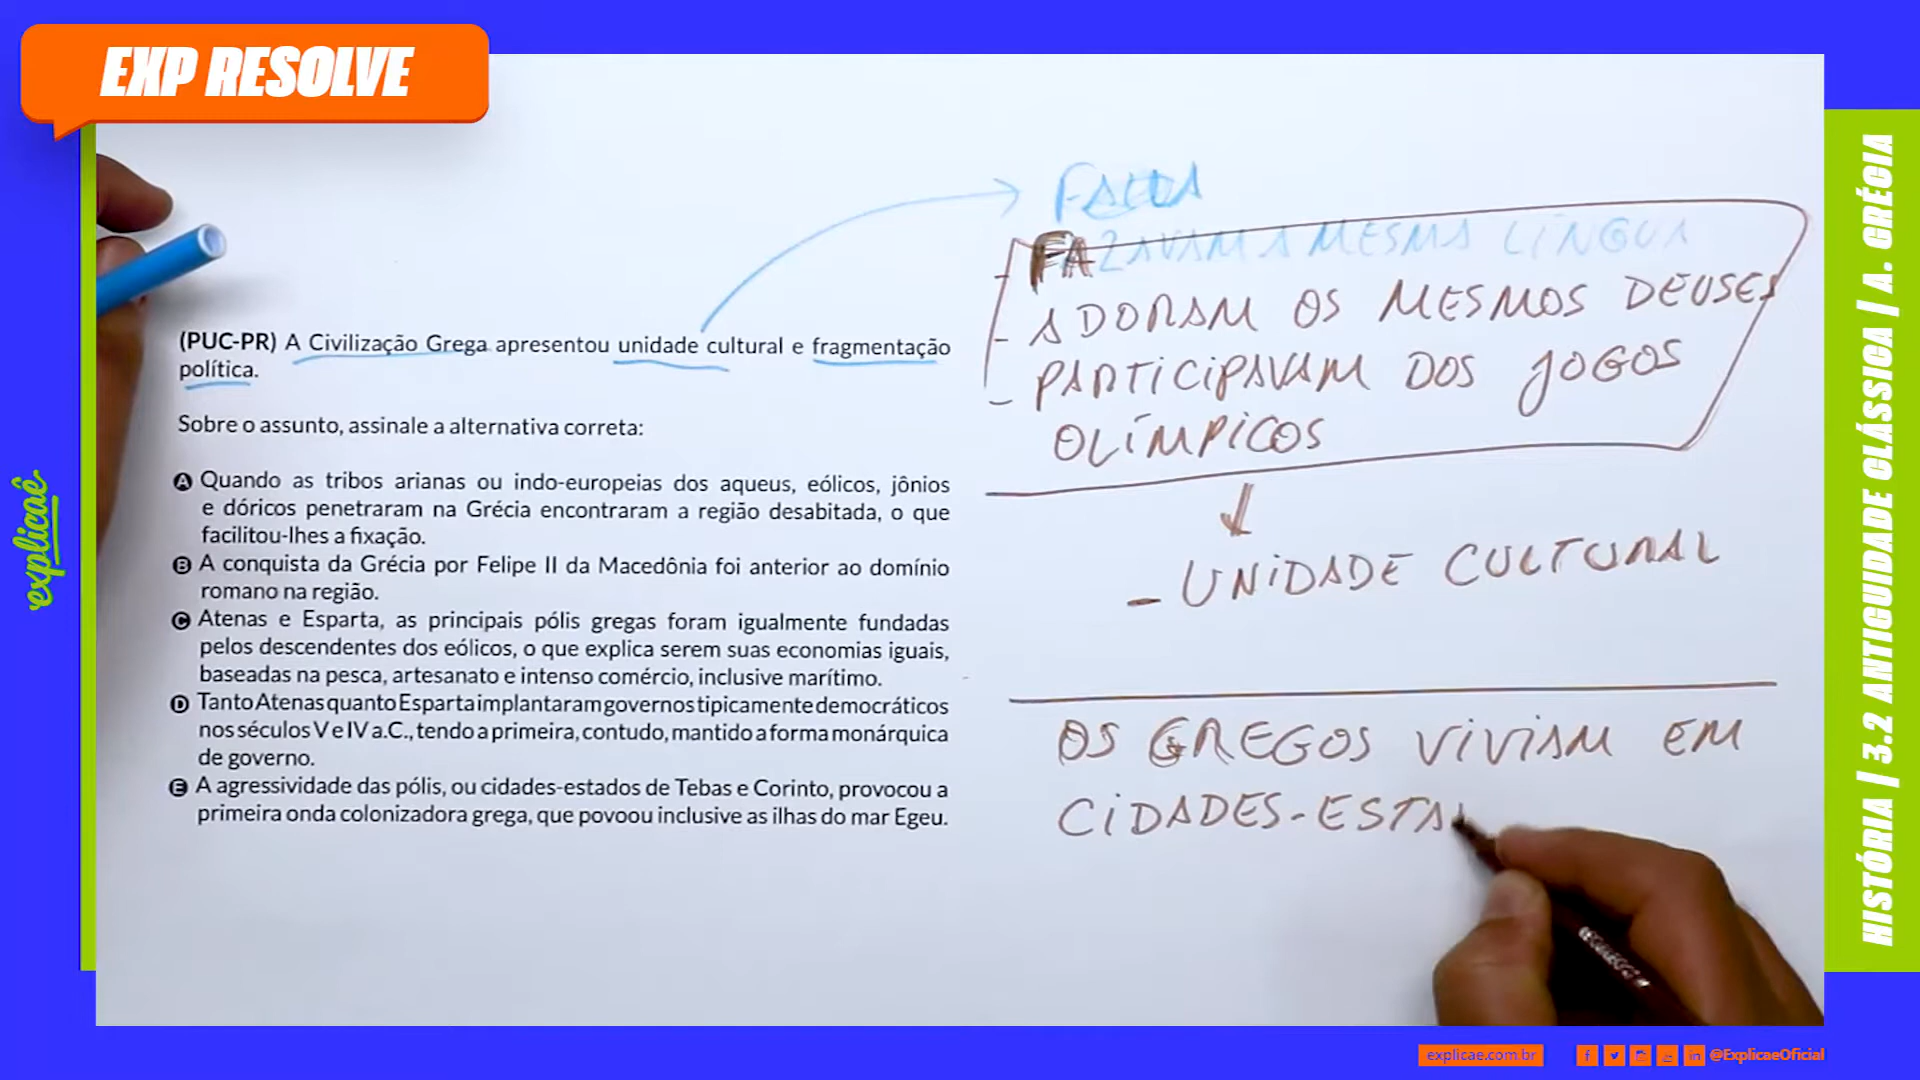 EXP RESOLVE
(PUC-PR) A Civilização Grega apresentou unidade cultural e fragmentação
política.
Sobre o assunto, assinale a alternativa correta:
A Quando as tribos arianas ou indo-europeias dos aqueus, eólicos, jônios
e dóricos penetraram na Grécia encontraram a região desabitada, o que
facilitou-lhes a fixação.
B A conquista da Grécia por Felipe II da Macedônia foi anterior ao domínio
romano na região.
C Atenas e Esparta, as principais pólis gregas foram igualmente fundadas
pelos descendentes dos eólicos, o que explica serem suas economias iguais,
baseadas na pesca, artesanato e intenso comércio, inclusive marítimo.
D Tanto Atenas quanto Esparta implantaram governos tipicamente democráticos
nos séculos V e IV a.C., tendo a primeira, contudo, mantido a forma monárquica
de governo.
E A agressividade das pólis, ou cidades-estados de Tebas e Corinto, provocou a
primeira onda colonizadora grega, que povoou inclusive as ilhas do mar Egeu.
A MESMA LÍNGUA
- ADORAM OS MESMOS DEUSES
- PARTICIPAVAM DOS JOGOS
OLÍMPICOS
- UNIDADE CULTURAL
OS GREGOS VIVIAM EM
CIDADES-ESTA
explicaê
HISTÓRIA | 3.2 ANTIGUIDADE CLÁSSICA | A. GRÉCIA
explicae.com.br
@ExplicaeOficial